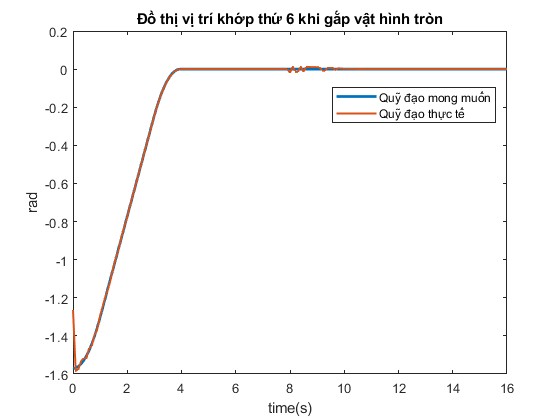 Đồ thị vị trí khớp thứ 6 khi gắp vật hình tròn
0.2
0
-0.2
-0.4
-0.6
-0.8
-1
-1.2
-1.4
-1.6
rad
Quỹ đạo mong muốn
Quỹ đạo thực tế
0 2 4 6 8 10 12 14 16
time(s)